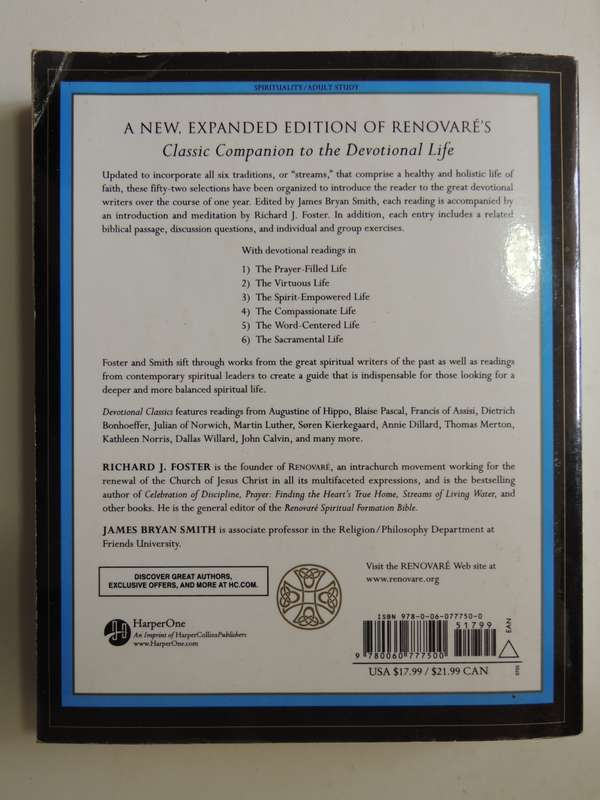 SPIRITUALITY/ADULT STUDY
A NEW, EXPANDED EDITION OF RENOVARÉ'S
Classic Companion to the Devotional Life
Updated to incorporate all six traditions, or “streams,” that comprise a healthy and holistic life of
faith, these fifty-two selections have been organized to introduce the reader to the great devotional
writers over the course of one year. Edited by James Bryan Smith, each reading is accompanied by
an introduction and meditation by Richard J. Foster. In addition, each entry includes a related
biblical passage, discussion questions, and individual and group exercises.
With devotional readings in
1) The Prayer-Filled Life
2) The Virtuous Life
3) The Spirit-Empowered Life
4) The Compassionate Life
5) The Word-Centered Life
6) The Sacramental Life
Foster and Smith sift through works from the great spiritual writers of the past as well as readings
from contemporary spiritual leaders to create a guide that is indispensable for those looking for a
deeper and more balanced spiritual life.
Devotional Classics features readings from Augustine of Hippo, Blaise Pascal, Francis of Assisi, Dietrich
Bonhoeffer, Julian of Norwich, Martin Luther, Søren Kierkegaard, Annie Dillard, Thomas Merton,
Kathleen Norris, Dallas Willard, John Calvin, and many more.
RICHARD J. FOSTER is the founder of RENOVARÉ, an intrachurch movement working for the
renewal of the Church of Jesus Christ in all its multifaceted expressions, and is the bestselling
author of Celebration of Discipline, Prayer: Finding the Heart's True Home, Streams of Living Water, and
other books. He is the general editor of the Renovaré Spiritual Formation Bible.
JAMES BRYAN SMITH is associate professor in the Religion/Philosophy Department at
Friends University.
DISCOVER GREAT AUTHORS,
EXCLUSIVE OFFERS, AND MORE AT HC.COM.
Visit the RENOVARÉ Web site at
www.renovare.org
HarperOne
An Imprint of HarperCollinsPublishers
www.HarperOne.com
ISBN 978-0-06-077750-0
51799
EAN
9 780060 777500
USA $17.99 / $21.99 CAN